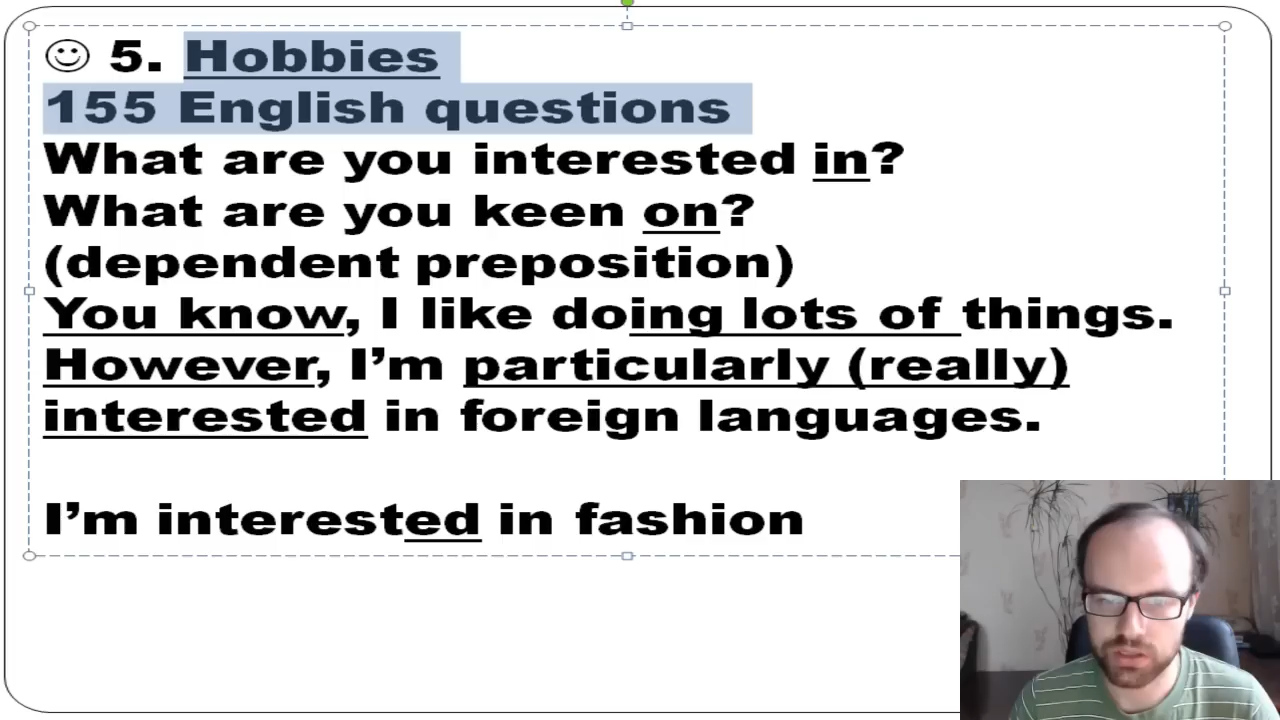 ☺ 5. Hobbies
155 English questions
What are you interested in?
What are you keen on?
(dependent preposition)
You know, I like doing lots of things.
However, I’m particularly (really)
interested in foreign languages.
I’m interested in fashion